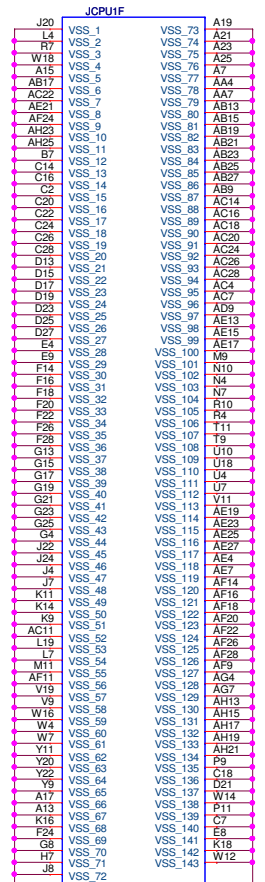 JCPU1F
J20 VSS_1 VSS_73 A19
L4 VSS_2 VSS_74 A21
R7 VSS_3 VSS_75 A23
W18 VSS_4 VSS_76 A25
A15 VSS_5 VSS_77 A7
AB17 VSS_6 VSS_78 AA4
AC22 VSS_7 VSS_79 AA7
AE21 VSS_8 VSS_80 AB13
AF24 VSS_9 VSS_81 AB15
AH23 VSS_10 VSS_82 AB19
AH25 VSS_11 VSS_83 AB21
B7 VSS_12 VSS_84 AB23
C14 VSS_13 VSS_85 AB25
C16 VSS_14 VSS_86 AB27
C2 VSS_15 VSS_87 AB9
C20 VSS_16 VSS_88 AC14
C22 VSS_17 VSS_89 AC16
C24 VSS_18 VSS_90 AC18
C26 VSS_19 VSS_91 AC20
C28 VSS_20 VSS_92 AC24
D13 VSS_21 VSS_93 AC26
D15 VSS_22 VSS_94 AC28
D17 VSS_23 VSS_95 AC4
D19 VSS_24 VSS_96 AC7
D23 VSS_25 VSS_97 AD9
D25 VSS_26 VSS_98 AE13
D27 VSS_27 VSS_99 AE15
E4 VSS_28 VSS_100 AE17
E9 VSS_29 VSS_101 M9
F14 VSS_30 VSS_102 N10
F16 VSS_31 VSS_103 N4
F18 VSS_32 VSS_104 N7
F20 VSS_33 VSS_105 R10
F22 VSS_34 VSS_106 R4
F26 VSS_35 VSS_107 T11
F28 VSS_36 VSS_108 T9
G13 VSS_37 VSS_109 U10
G15 VSS_38 VSS_110 U18
G17 VSS_39 VSS_111 U4
G19 VSS_40 VSS_112 U7
G21 VSS_41 VSS_113 V11
G23 VSS_42 VSS_114 AE19
G25 VSS_43 VSS_115 AE23
G4 VSS_44 VSS_116 AE25
J22 VSS_45 VSS_117 AE27
J24 VSS_46 VSS_118 AE4
J4 VSS_47 VSS_119 AE7
J7 VSS_48 VSS_120 AF14
K11 VSS_49 VSS_121 AF16
K14 VSS_50 VSS_122 AF18
K9 VSS_51 VSS_123 AF20
AC11 VSS_52 VSS_124 AF22
L19 VSS_53 VSS_125 AF26
L7 VSS_54 VSS_126 AF28
M11 VSS_55 VSS_127 AF9
AF11 VSS_56 VSS_128 AG4
V19 VSS_57 VSS_129 AG7
V9 VSS_58 VSS_130 AH13
W16 VSS_59 VSS_131 AH15
W4 VSS_60 VSS_132 AH17
W7 VSS_61 VSS_133 AH19
Y11 VSS_62 VSS_134 AH21
Y20 VSS_63 VSS_135 P9
Y22 VSS_64 VSS_136 C18
Y9 VSS_65 VSS_137 D21
A17 VSS_66 VSS_138 W14
A13 VSS_67 VSS_139 P11
K16 VSS_68 VSS_140 C7
F24 VSS_69 VSS_141 E8
G8 VSS_70 VSS_142 K18
H7 VSS_71 VSS_143 W12
J8 VSS_72